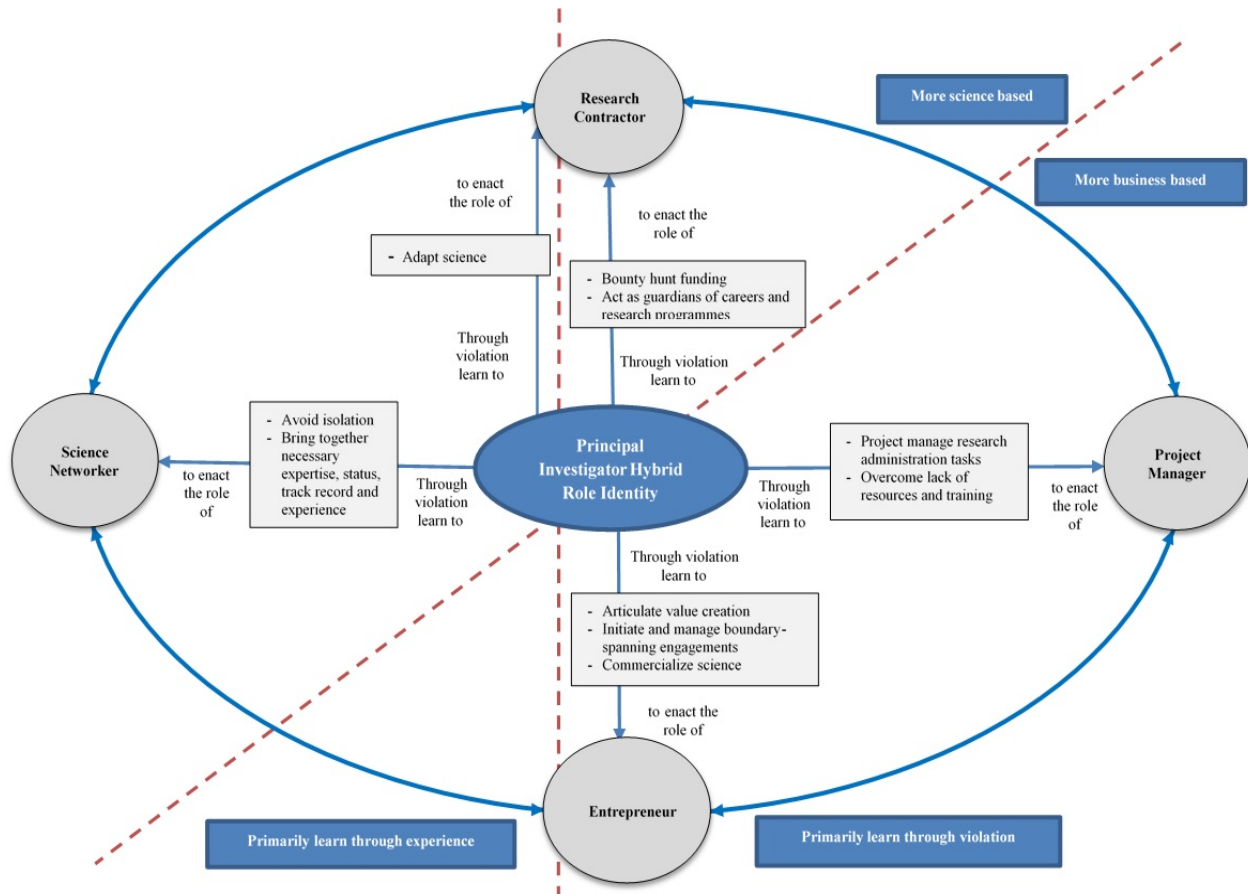 Research
Contractor
More science based
More business based
to enact
the role of
to enact the
role of
- Adapt science
- Bounty hunt funding
- Act as guardians of careers and
research programmes
Through
violation
learn to
Through violation
learn to
Science
Networker
to enact
the role
of
- Avoid isolation
- Bring together
necessary
expertise, status,
track record and
experience
Through
violation
learn to
Principal
Investigator Hybrid
Role Identity
Through
violation
learn to
- Project manage research
administration tasks
- Overcome lack of
resources and training
to enact
the role
of
Project
Manager
Through violation
learn to
- Articulate value creation
- Initiate and manage boundary-
spanning engagements
- Commercialize science
to enact the
role of
Entrepreneur
Primarily learn through experience
Primarily learn through violation